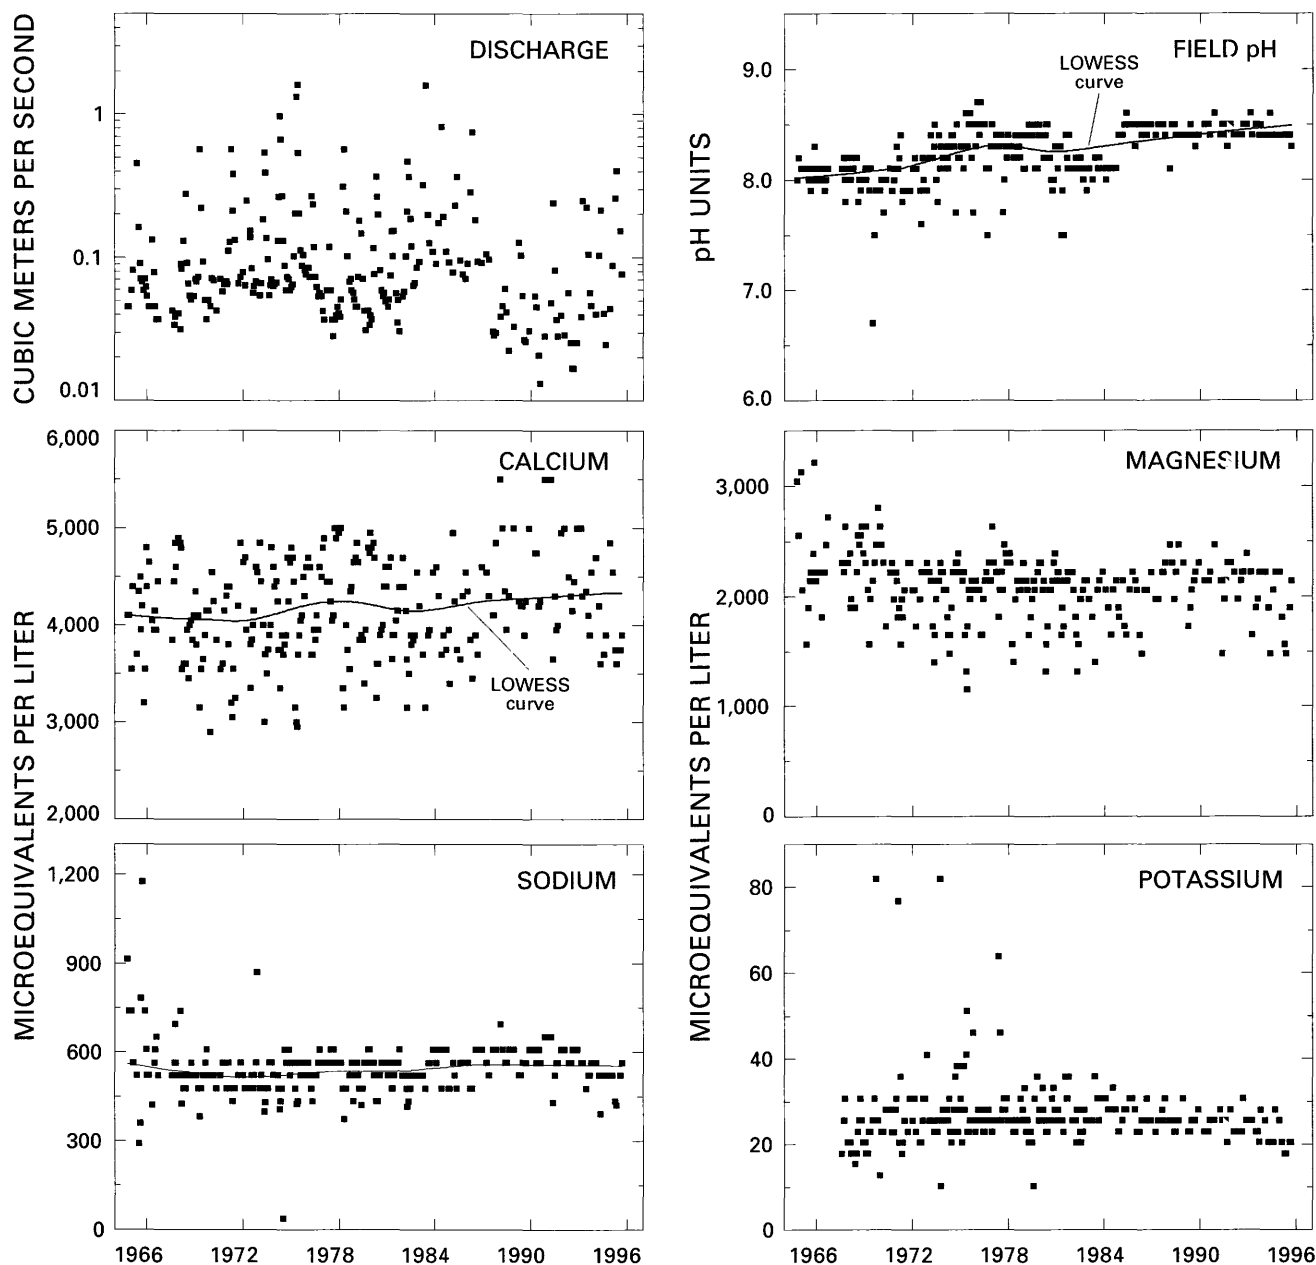 CUBIC METERS PER SECOND
DISCHARGE
1
0.1
0.01
pH UNITS
FIELD pH
LOWESS
curve
9.0
8.0
7.0
6.0
MICROEQUIVALENTS PER LITER
CALCIUM
6,000
5,000
4,000
3,000
2,000
LOWESS
curve
MICROEQUIVALENTS PER LITER
MAGNESIUM
3,000
2,000
1,000
0
SODIUM
1,200
900
600
300
0
1966 1972 1978 1984 1990 1996
POTASSIUM
80
60
40
20
0
1966 1972 1978 1984 1990 1996